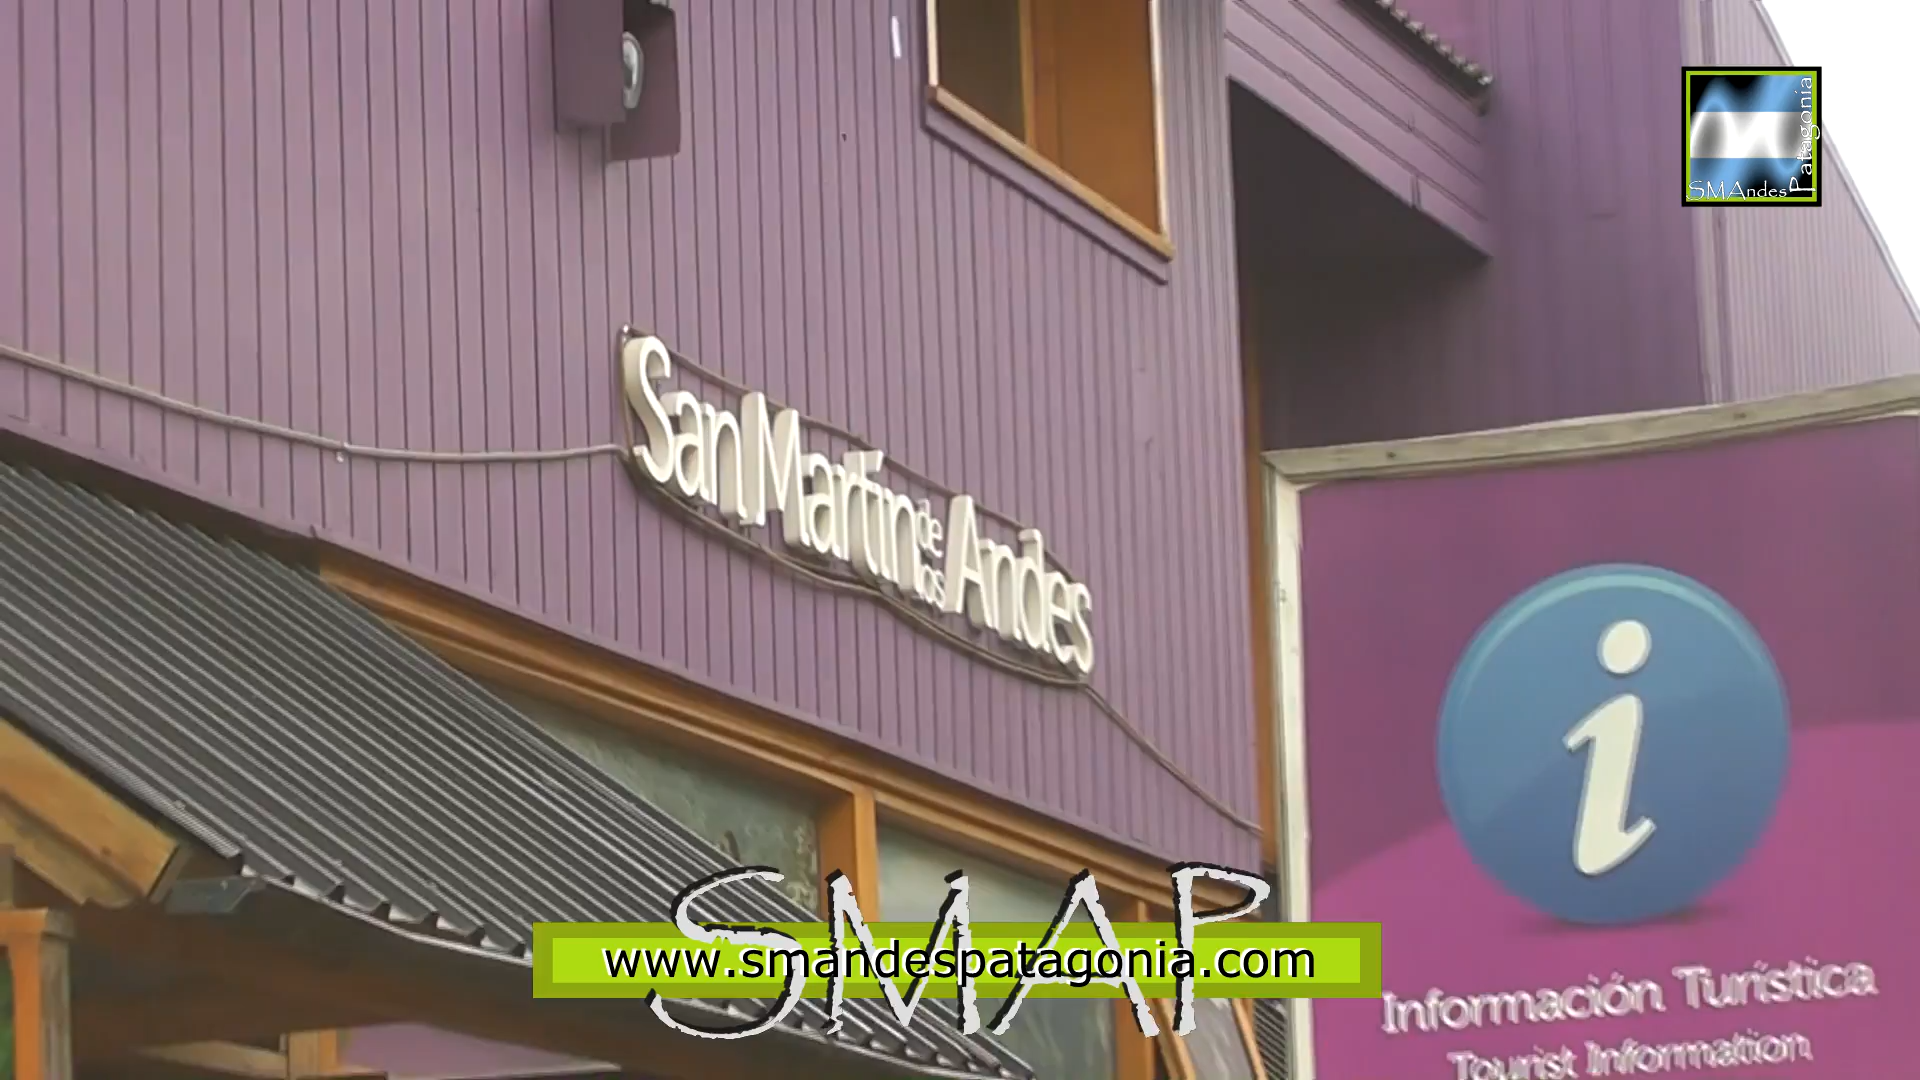 SMAndes
Patagonia
San Martín de los Andes
i
Información Turística
Tourist Information
SMAP
www.smandespatagonia.com